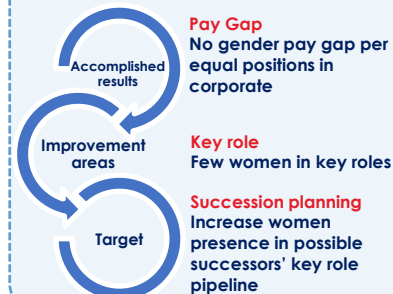 Pay Gap
No gender pay gap per
equal positions in
corporate
Accomplished
results
Key role
Few women in key roles
Improvement
areas
Succession planning
Increase women
presence in possible
successors' key role
pipeline
Target